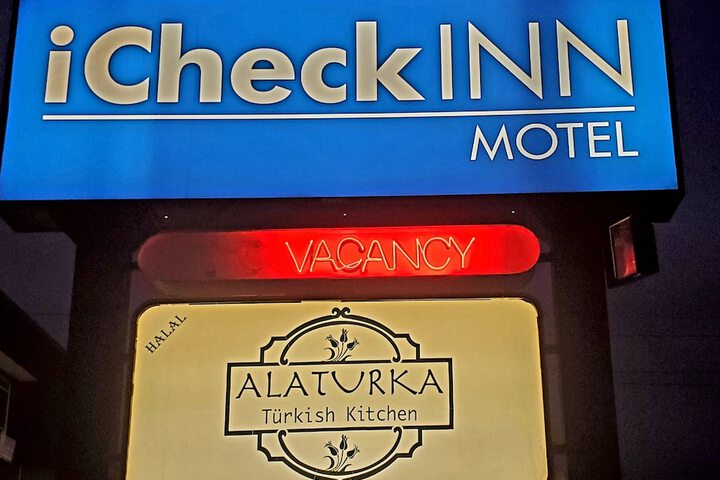 iCheckINN
MOTEL
VACANCY
HALAL
ALATURKA
Türkish Kitchen